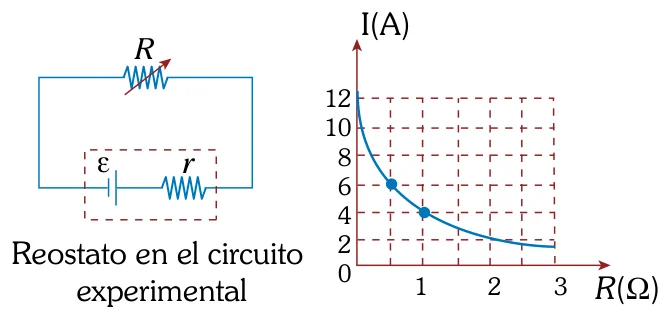 R
ε
r
Reostato en el circuito
experimental
I(A)
12
10
8
6
4
2
0
1
2
3
R(Ω)